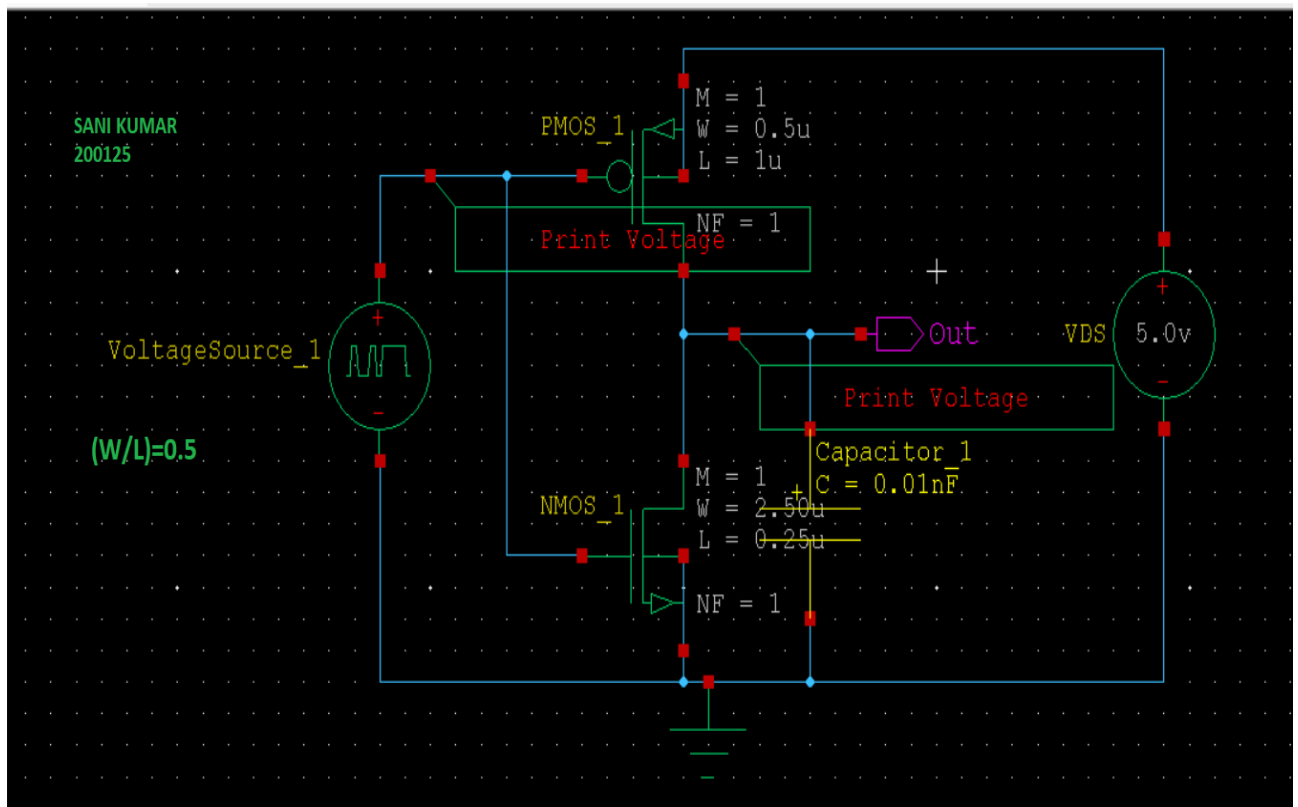 SANI KUMAR
200125
PMOS_1
M = 1
W = 0.5u
L = 1u
NF = 1
Print Voltage
+
VoltageSource_1
-
(W/L)=0.5
Out
VDS
+
5.0v
-
Print Voltage
Capacitor_1
C = 0.01nF
+
NMOS_1
M = 1
W = 2.50u
L = 0.25u
NF = 1